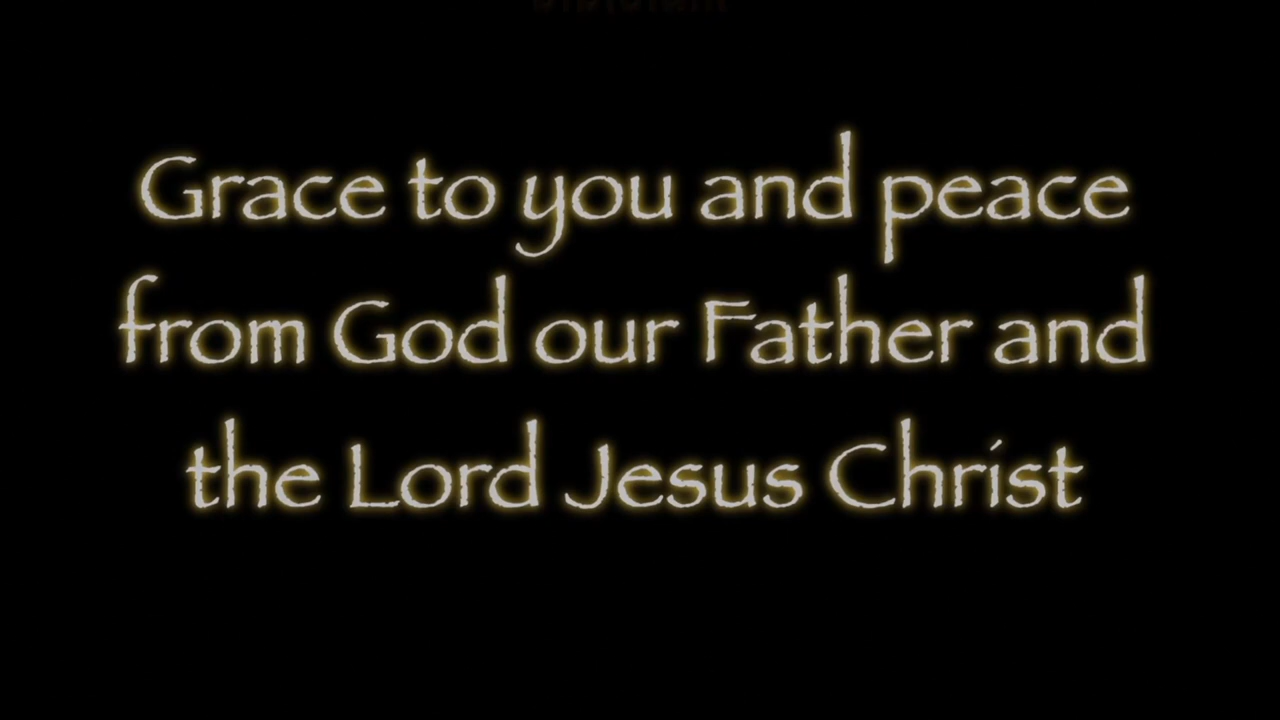 Grace to you and peace
from God our Father and
the Lord Jesus Christ